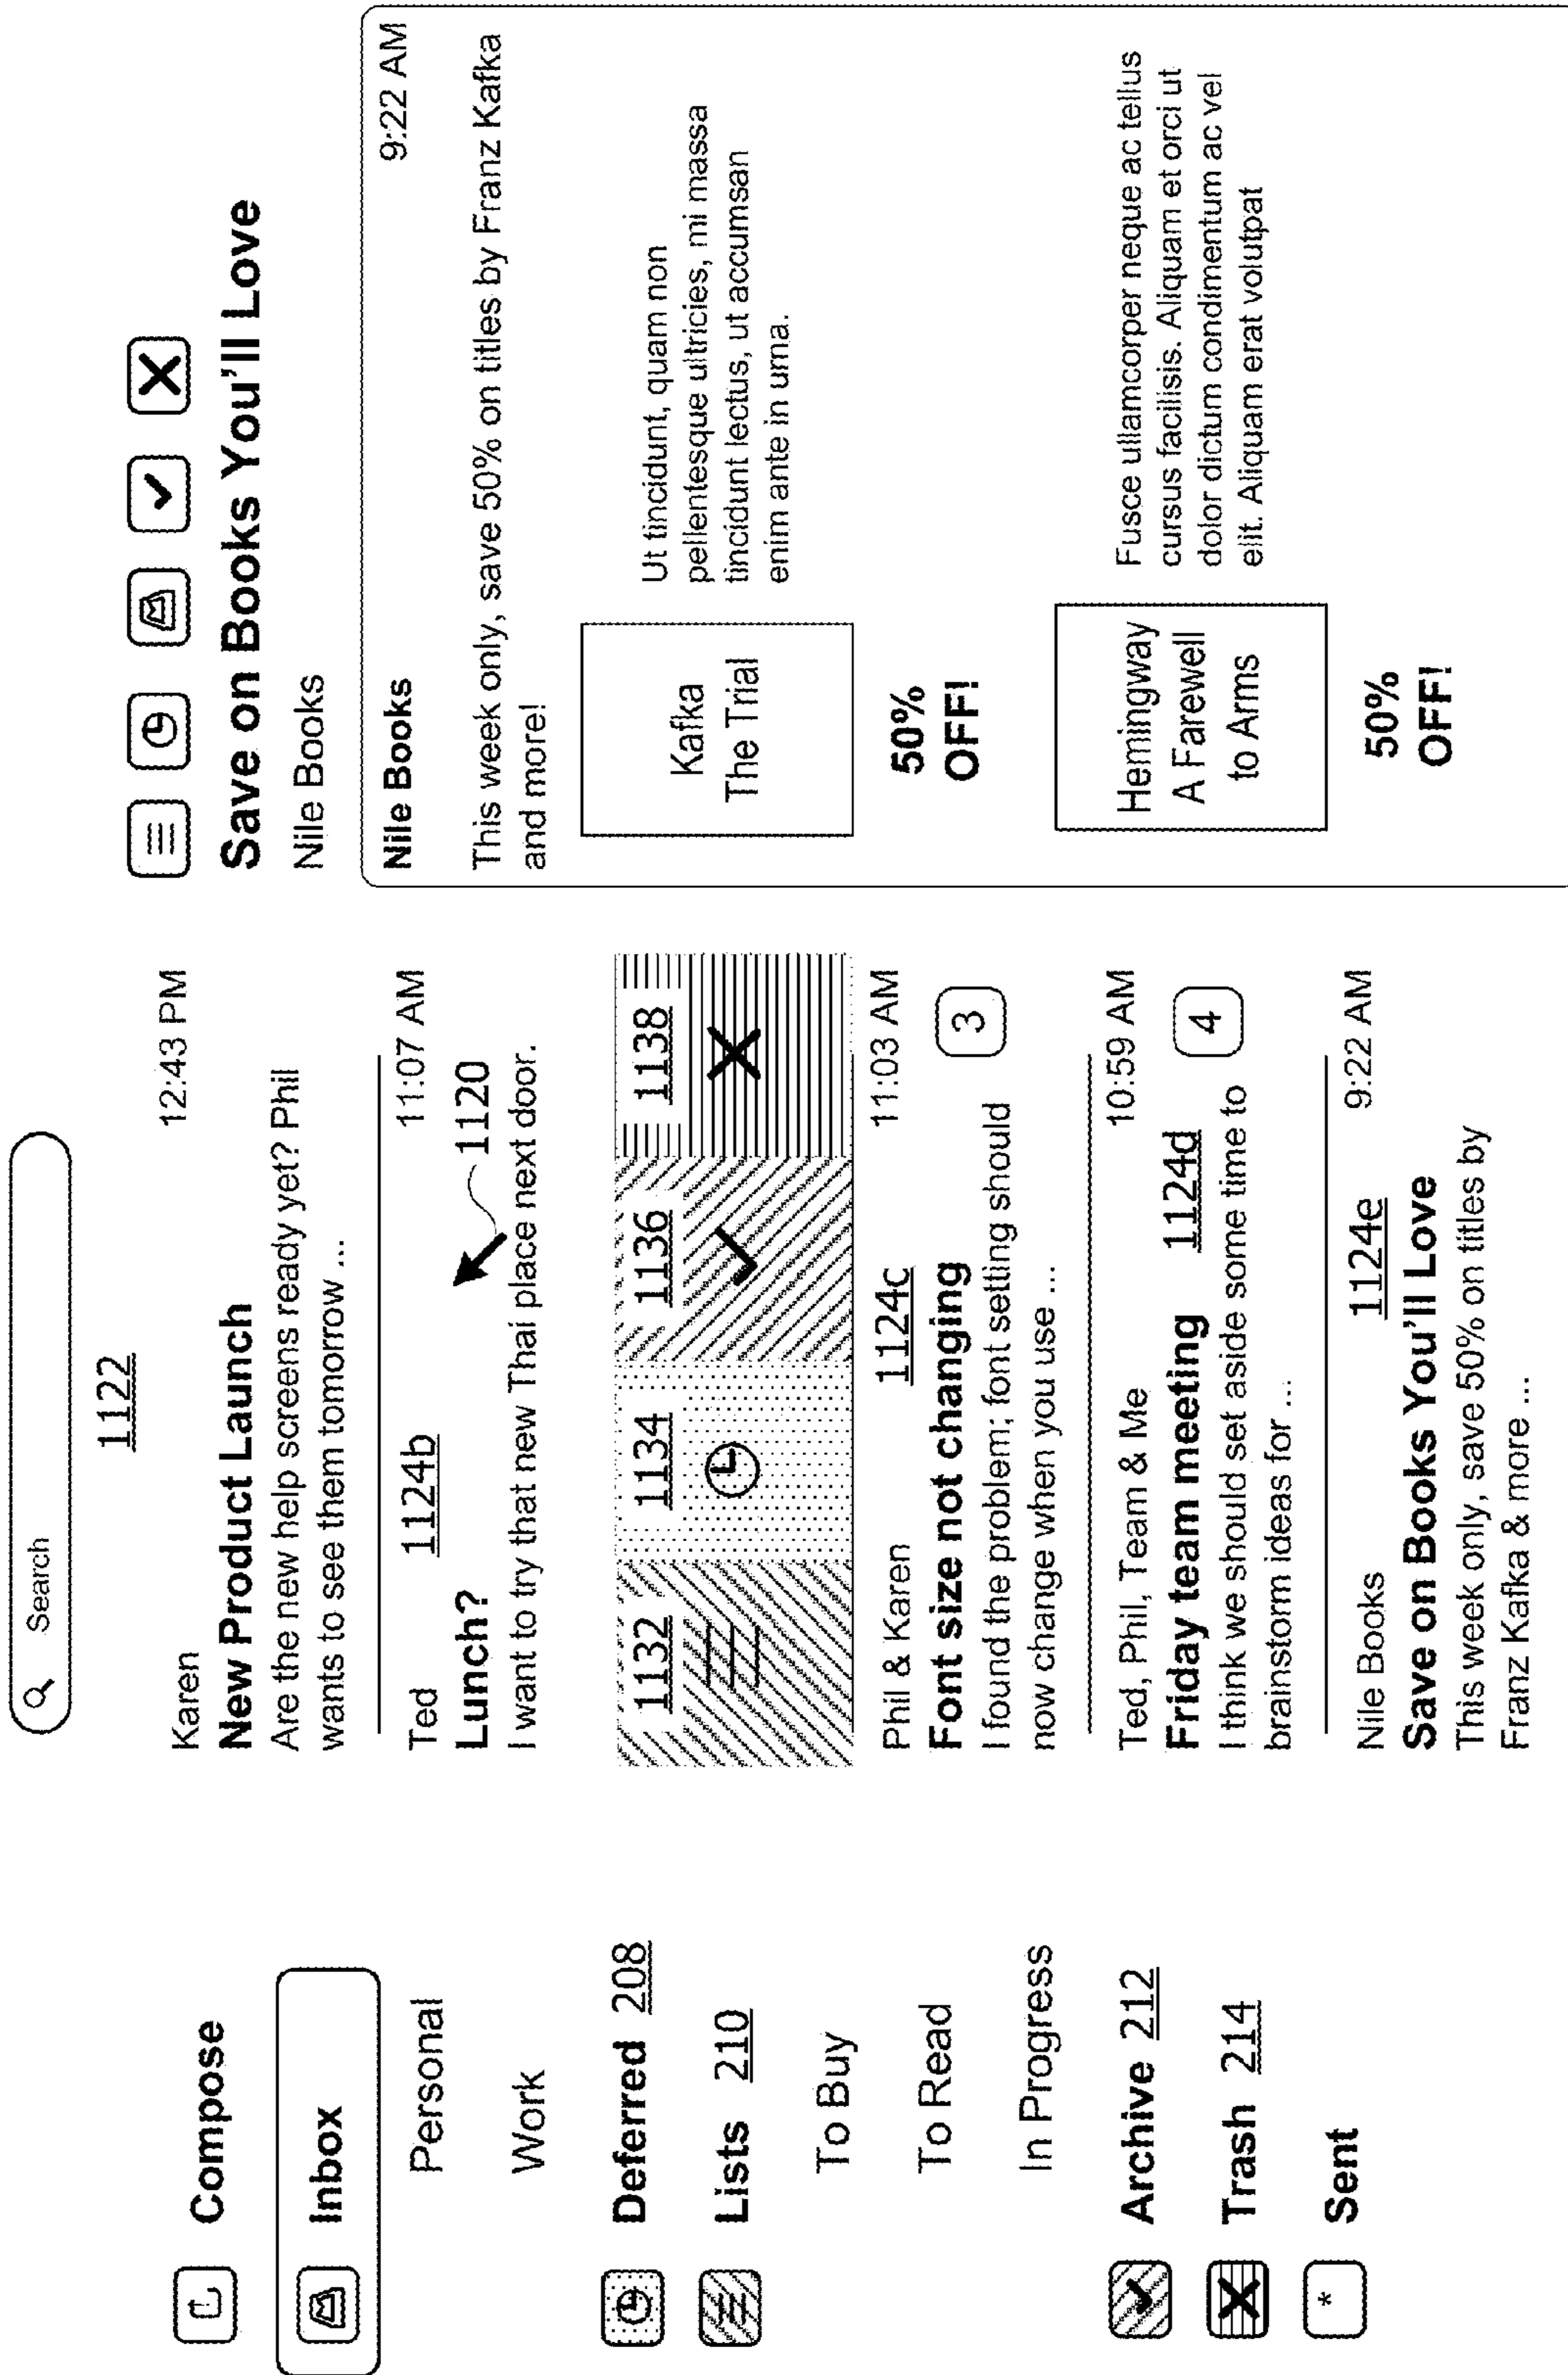 Compose
Inbox
Personal
Work
Deferred 208
Lists 210
To Buy
To Read
In Progress
Archive 212
Trash 214
* Sent
Search
1122
Karen 12:43 PM
New Product Launch
Are the new help screens ready yet? Phil
wants to see them tomorrow ...
Ted 1124b 11:07 AM
Lunch? 1120
I want to try that new Thai place next door.
1132 1134 1136 1138
Phil & Karen 1124c 11:03 AM
Font size not changing 3
I found the problem; font setting should
now change when you use ...
Ted, Phil, Team & Me 10:59 AM
Friday team meeting 1124d 4
I think we should set aside some time to
brainstorm ideas for ...
Nile Books 1124e 9:22 AM
Save on Books You'll Love
This week only, save 50% on titles by
Franz Kafka & more ...
Save on Books You'll Love
Nile Books
Nile Books 9:22 AM
This week only, save 50% on titles by Franz Kafka
and more!
Kafka
The Trial
50%
OFF!
Ut tincidunt, quam non
pellentesque ultricies, mi massa
tincidunt lectus, ut accumsan
enim ante in urna.
Hemingway
A Farewell
to Arms
50%
OFF!
Fusce ullamcorper neque ac tellus
cursus facilisis. Aliquam et orci ut
dolor dictum condimentum ac vel
elit. Aliquam erat volutpat